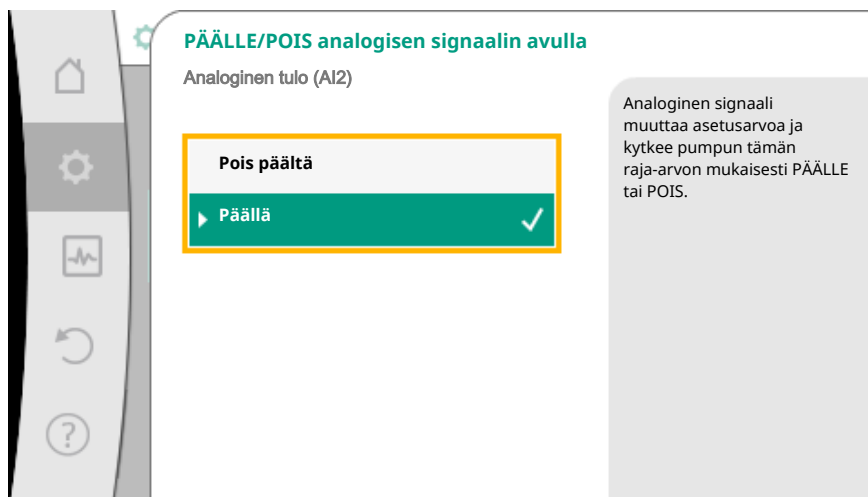 PÄÄLLE/POIS analogisen signaalin avulla
Analoginen tulo (AI2)
Pois päältä
Päällä
Analoginen signaali
muuttaa asetusarvoa ja
kytkee pumpun tämän
raja-arvon mukaisesti PÄÄLLE
tai POIS.